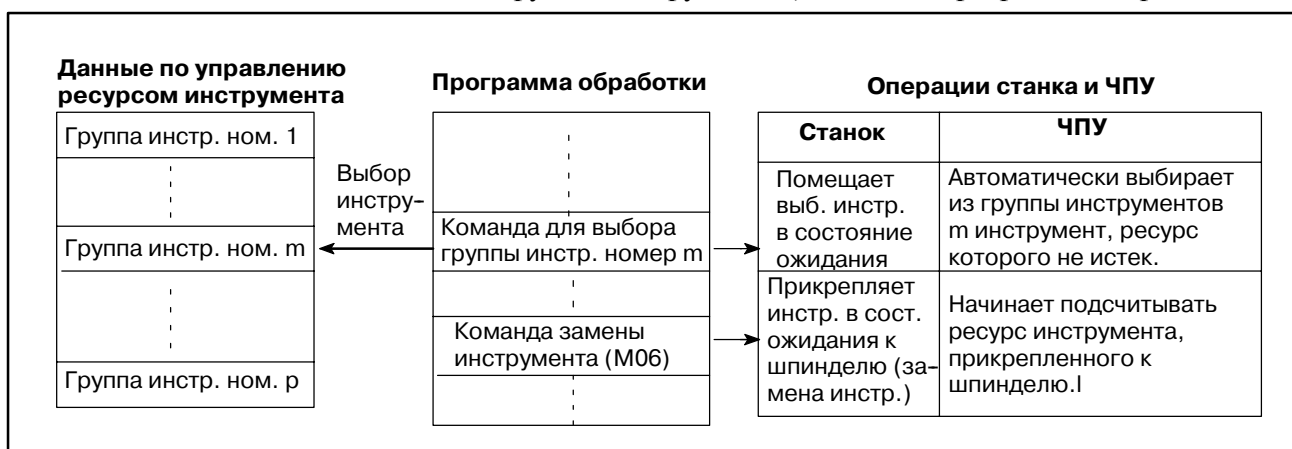 Данные по управлению
ресурсом инструмента
Группа инстр. ном. 1
Группа инстр. ном. m
Группа инстр. ном. p
Выбор
инстру-
мента
Программа обработки
Команда для выбора
группы инстр. номер m
Команда замены
инструмента (M06)
Операции станка и ЧПУ
Станок
ЧПУ
Помещает
выб. инстр.
в состояние
ожидания
Автоматически выбирает
из группы инструментов
m инструмент, ресурс
которого не истек.
Прикрепляет
инстр. в сост.
ожидания к
шпинделю (за-
мена инстр.)
Начинает подсчитывать
ресурс инструмента,
прикрепленного к
шпинделю.l